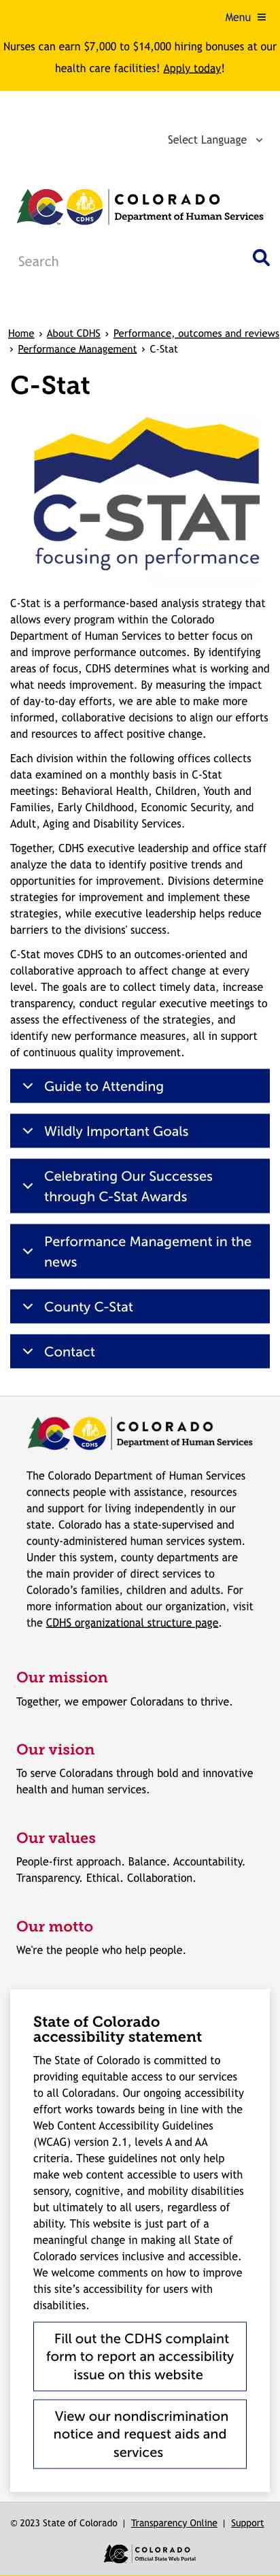 Menu
Nurses can earn $7,000 to $14,000 hiring bonuses at our
health care facilities! Apply today!
Select Language
COLORADO
Department of Human Services
CDHS
Search
Home › About CDHS › Performance, outcomes and reviews
› Performance Management › C-Stat
C-Stat
C-STAT
focusing on performance
C-Stat is a performance-based analysis strategy that
allows every program within the Colorado
Department of Human Services to better focus on
and improve performance outcomes. By identifying
areas of focus, CDHS determines what is working and
what needs improvement. By measuring the impact
of day-to-day efforts, we are able to make more
informed, collaborative decisions to align our efforts
and resources to affect positive change.
Each division within the following offices collects
data examined on a monthly basis in C-Stat
meetings: Behavioral Health, Children, Youth and
Families, Early Childhood, Economic Security, and
Adult, Aging and Disability Services.
Together, CDHS executive leadership and office staff
analyze the data to identify positive trends and
opportunities for improvement. Divisions determine
strategies for improvement and implement these
strategies, while executive leadership helps reduce
barriers to the divisions' success.
C-Stat moves CDHS to an outcomes-oriented and
collaborative approach to affect change at every
level. The goals are to collect timely data, increase
transparency, conduct regular executive meetings to
assess the effectiveness of the strategies, and
identify new performance measures, all in support
of continuous quality improvement.
Guide to Attending
Wildly Important Goals
Celebrating Our Successes
through C-Stat Awards
Performance Management in the
news
County C-Stat
Contact
COLORADO
Department of Human Services
CDHS
The Colorado Department of Human Services
connects people with assistance, resources
and support for living independently in our
state. Colorado has a state-supervised and
county-administered human services system.
Under this system, county departments are
the main provider of direct services to
Colorado's families, children and adults. For
more information about our organization, visit
the CDHS organizational structure page.
Our mission
Together, we empower Coloradans to thrive.
Our vision
To serve Coloradans through bold and innovative
health and human services.
Our values
People-first approach. Balance. Accountability.
Transparency. Ethical. Collaboration.
Our motto
We're the people who help people.
State of Colorado
accessibility statement
The State of Colorado is committed to
providing equitable access to our services
to all Coloradans. Our ongoing accessibility
effort works towards being in line with the
Web Content Accessibility Guidelines
(WCAG) version 2.1, levels A and AA
criteria. These guidelines not only help
make web content accessible to users with
sensory, cognitive, and mobility disabilities
but ultimately to all users, regardless of
ability. This website is just part of a
meaningful change in making all State of
Colorado services inclusive and accessible.
We welcome comments on how to improve
this site's accessibility for users with
disabilities.
Fill out the CDHS complaint
form to report an accessibility
issue on this website
View our nondiscrimination
notice and request aids and
services
© 2023 State of Colorado | Transparency Online | Support
COLORADO
Official State Web Portal